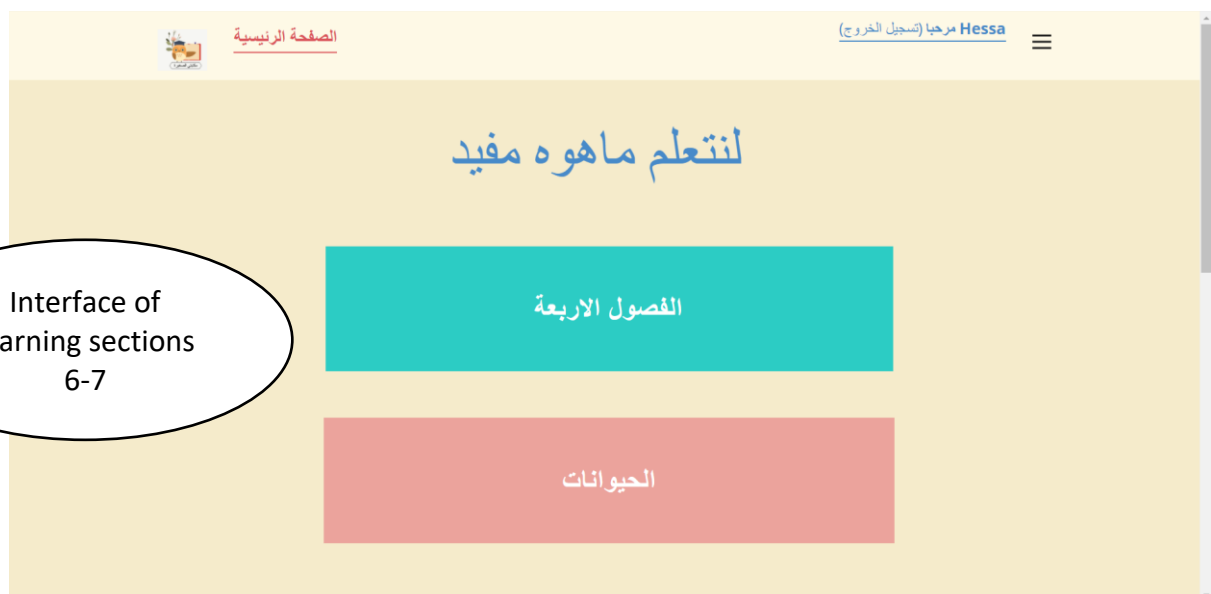 الصفحة الرئيسية
Hessa مرحبا (تسجيل الخروج)
لنتعلم ماهوه مفيد
الفصول الاربعة
الحيوانات
Interface of
arning sections
6-7